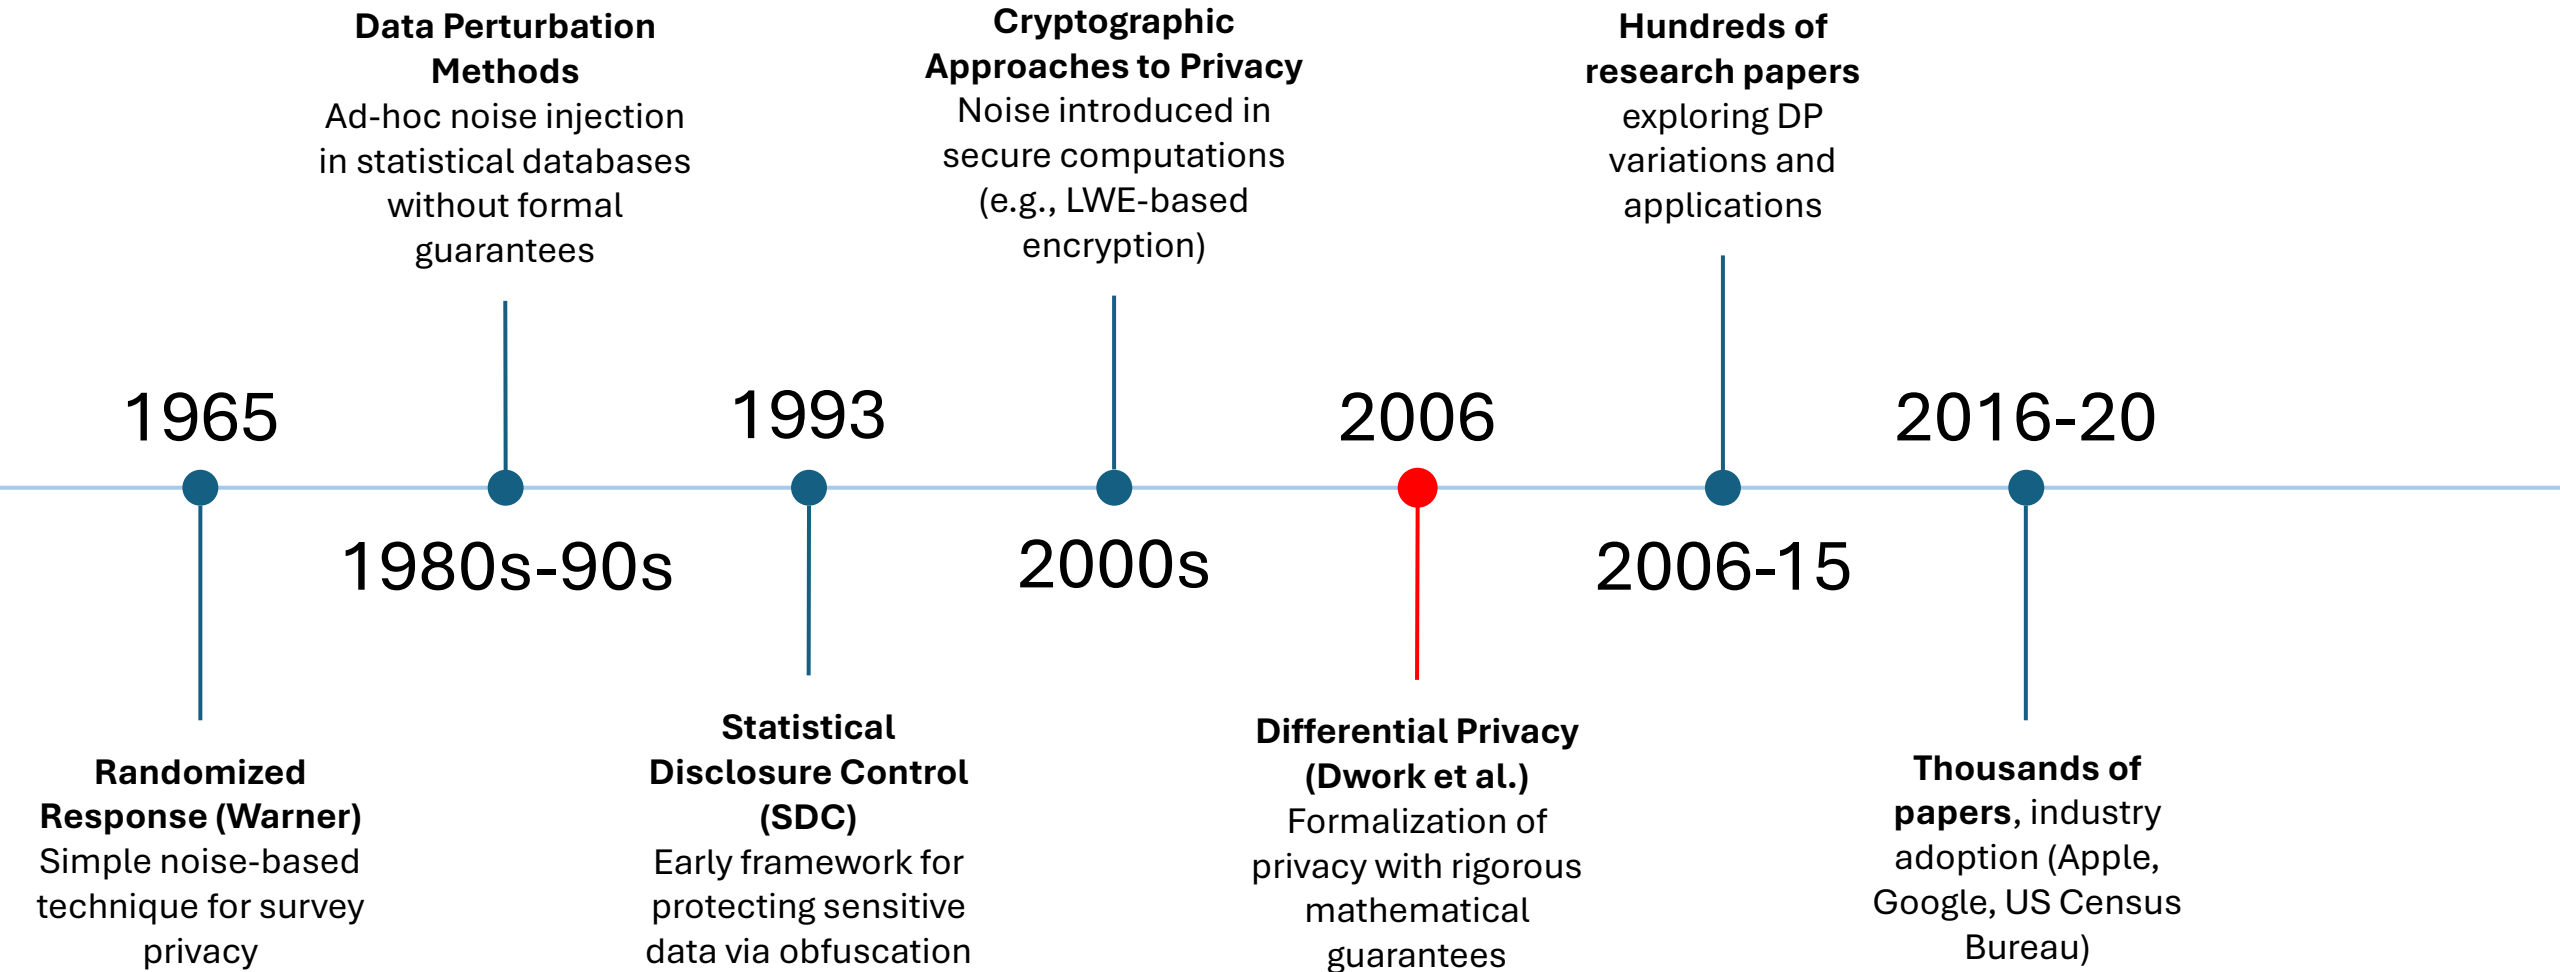 Data Perturbation
Methods
Ad-hoc noise injection
in statistical databases
without formal
guarantees
Cryptographic
Approaches to Privacy
Noise introduced in
secure computations
(e.g., LWE-based
encryption)
Hundreds of
research papers
exploring DP
variations and
applications
1965
1993
2006
2016-20
1980s-90s
2000s
2006-15
Randomized
Response (Warner)
Simple noise-based
technique for survey
privacy
Statistical
Disclosure Control
(SDC)
Early framework for
protecting sensitive
data via obfuscation
Differential Privacy
(Dwork et al.)
Formalization of
privacy with rigorous
mathematical
guarantees
Thousands of
papers, industry
adoption (Apple,
Google, US Census
Bureau)